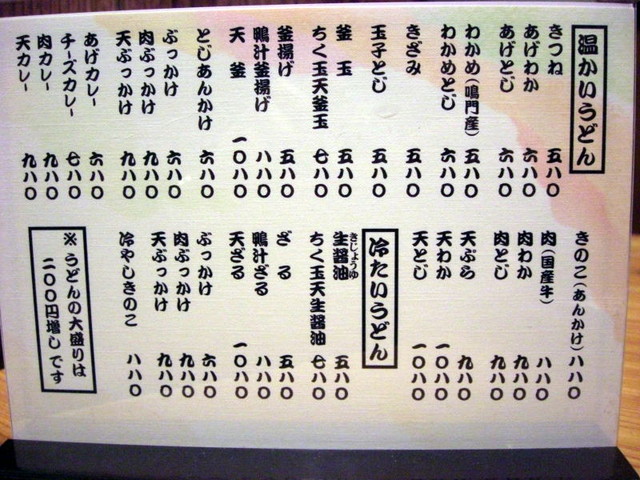 温かいうどん
きつね 五八〇
あげわか 六八〇
あげとじ 六八〇
わかめ(鳴門産) 五八〇
わかめとじ 六八〇
きざみ 五八〇
玉子とじ 五八〇
釜玉 五八〇
ちく玉天釜玉 七八〇
釜揚げ 五八〇
鴨汁釜揚げ 八八〇
天釜 一〇八〇
とじあんかけ 六八〇
ぶっかけ 六八〇
肉ぶっかけ 九八〇
天ぶっかけ 九八〇
あげカレー 六八〇
チーズカレー 七八〇
肉カレー 九八〇
天カレー 九八〇
きのこ(あんかけ) 八八〇
肉(国産牛) 八八〇
肉わか 九八〇
肉とじ 九八〇
天ぷら 九八〇
天わか 一〇八〇
天とじ 一〇八〇
冷たいうどん
きじょうゆ
生醤油 五八〇
ちく玉天生醤油 七八〇
ざる 五八〇
鴨汁ざる 八八〇
天ざる 一〇八〇
ぶっかけ 六八〇
肉ぶっかけ 九八〇
天ぶっかけ 九八〇
冷やしきのこ 八八〇
※うどんの大盛りは
二〇〇円増しです